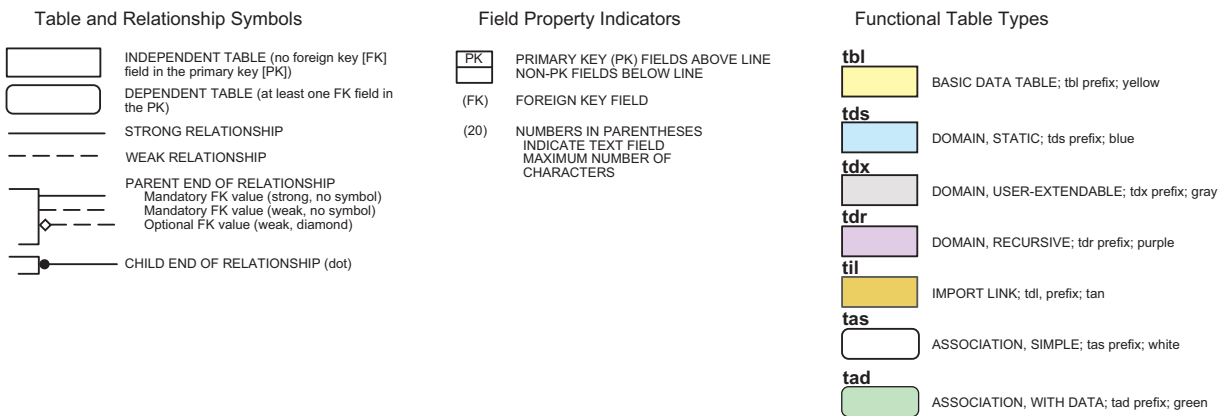 Table and Relationship Symbols
INDEPENDENT TABLE (no foreign key [FK]
field in the primary key [PK])
DEPENDENT TABLE (at least one FK field in
the PK)
STRONG RELATIONSHIP
WEAK RELATIONSHIP
PARENT END OF RELATIONSHIP
Mandatory FK value (strong, no symbol)
Mandatory FK value (weak, no symbol)
Optional FK value (weak, diamond)
CHILD END OF RELATIONSHIP (dot)
Field Property Indicators
PK
PRIMARY KEY (PK) FIELDS ABOVE LINE
NON-PK FIELDS BELOW LINE
(FK) FOREIGN KEY FIELD
(20) NUMBERS IN PARENTHESES
INDICATE TEXT FIELD
MAXIMUM NUMBER OF
CHARACTERS
Functional Table Types
tbl
BASIC DATA TABLE; tbl prefix; yellow
tds
DOMAIN, STATIC; tds prefix; blue
tdx
DOMAIN, USER-EXTENDABLE; tdx prefix; gray
tdr
DOMAIN, RECURSIVE; tdr prefix; purple
til
IMPORT LINK; tdl, prefix; tan
tas
ASSOCIATION, SIMPLE; tas prefix; white
tad
ASSOCIATION, WITH DATA; tad prefix; green